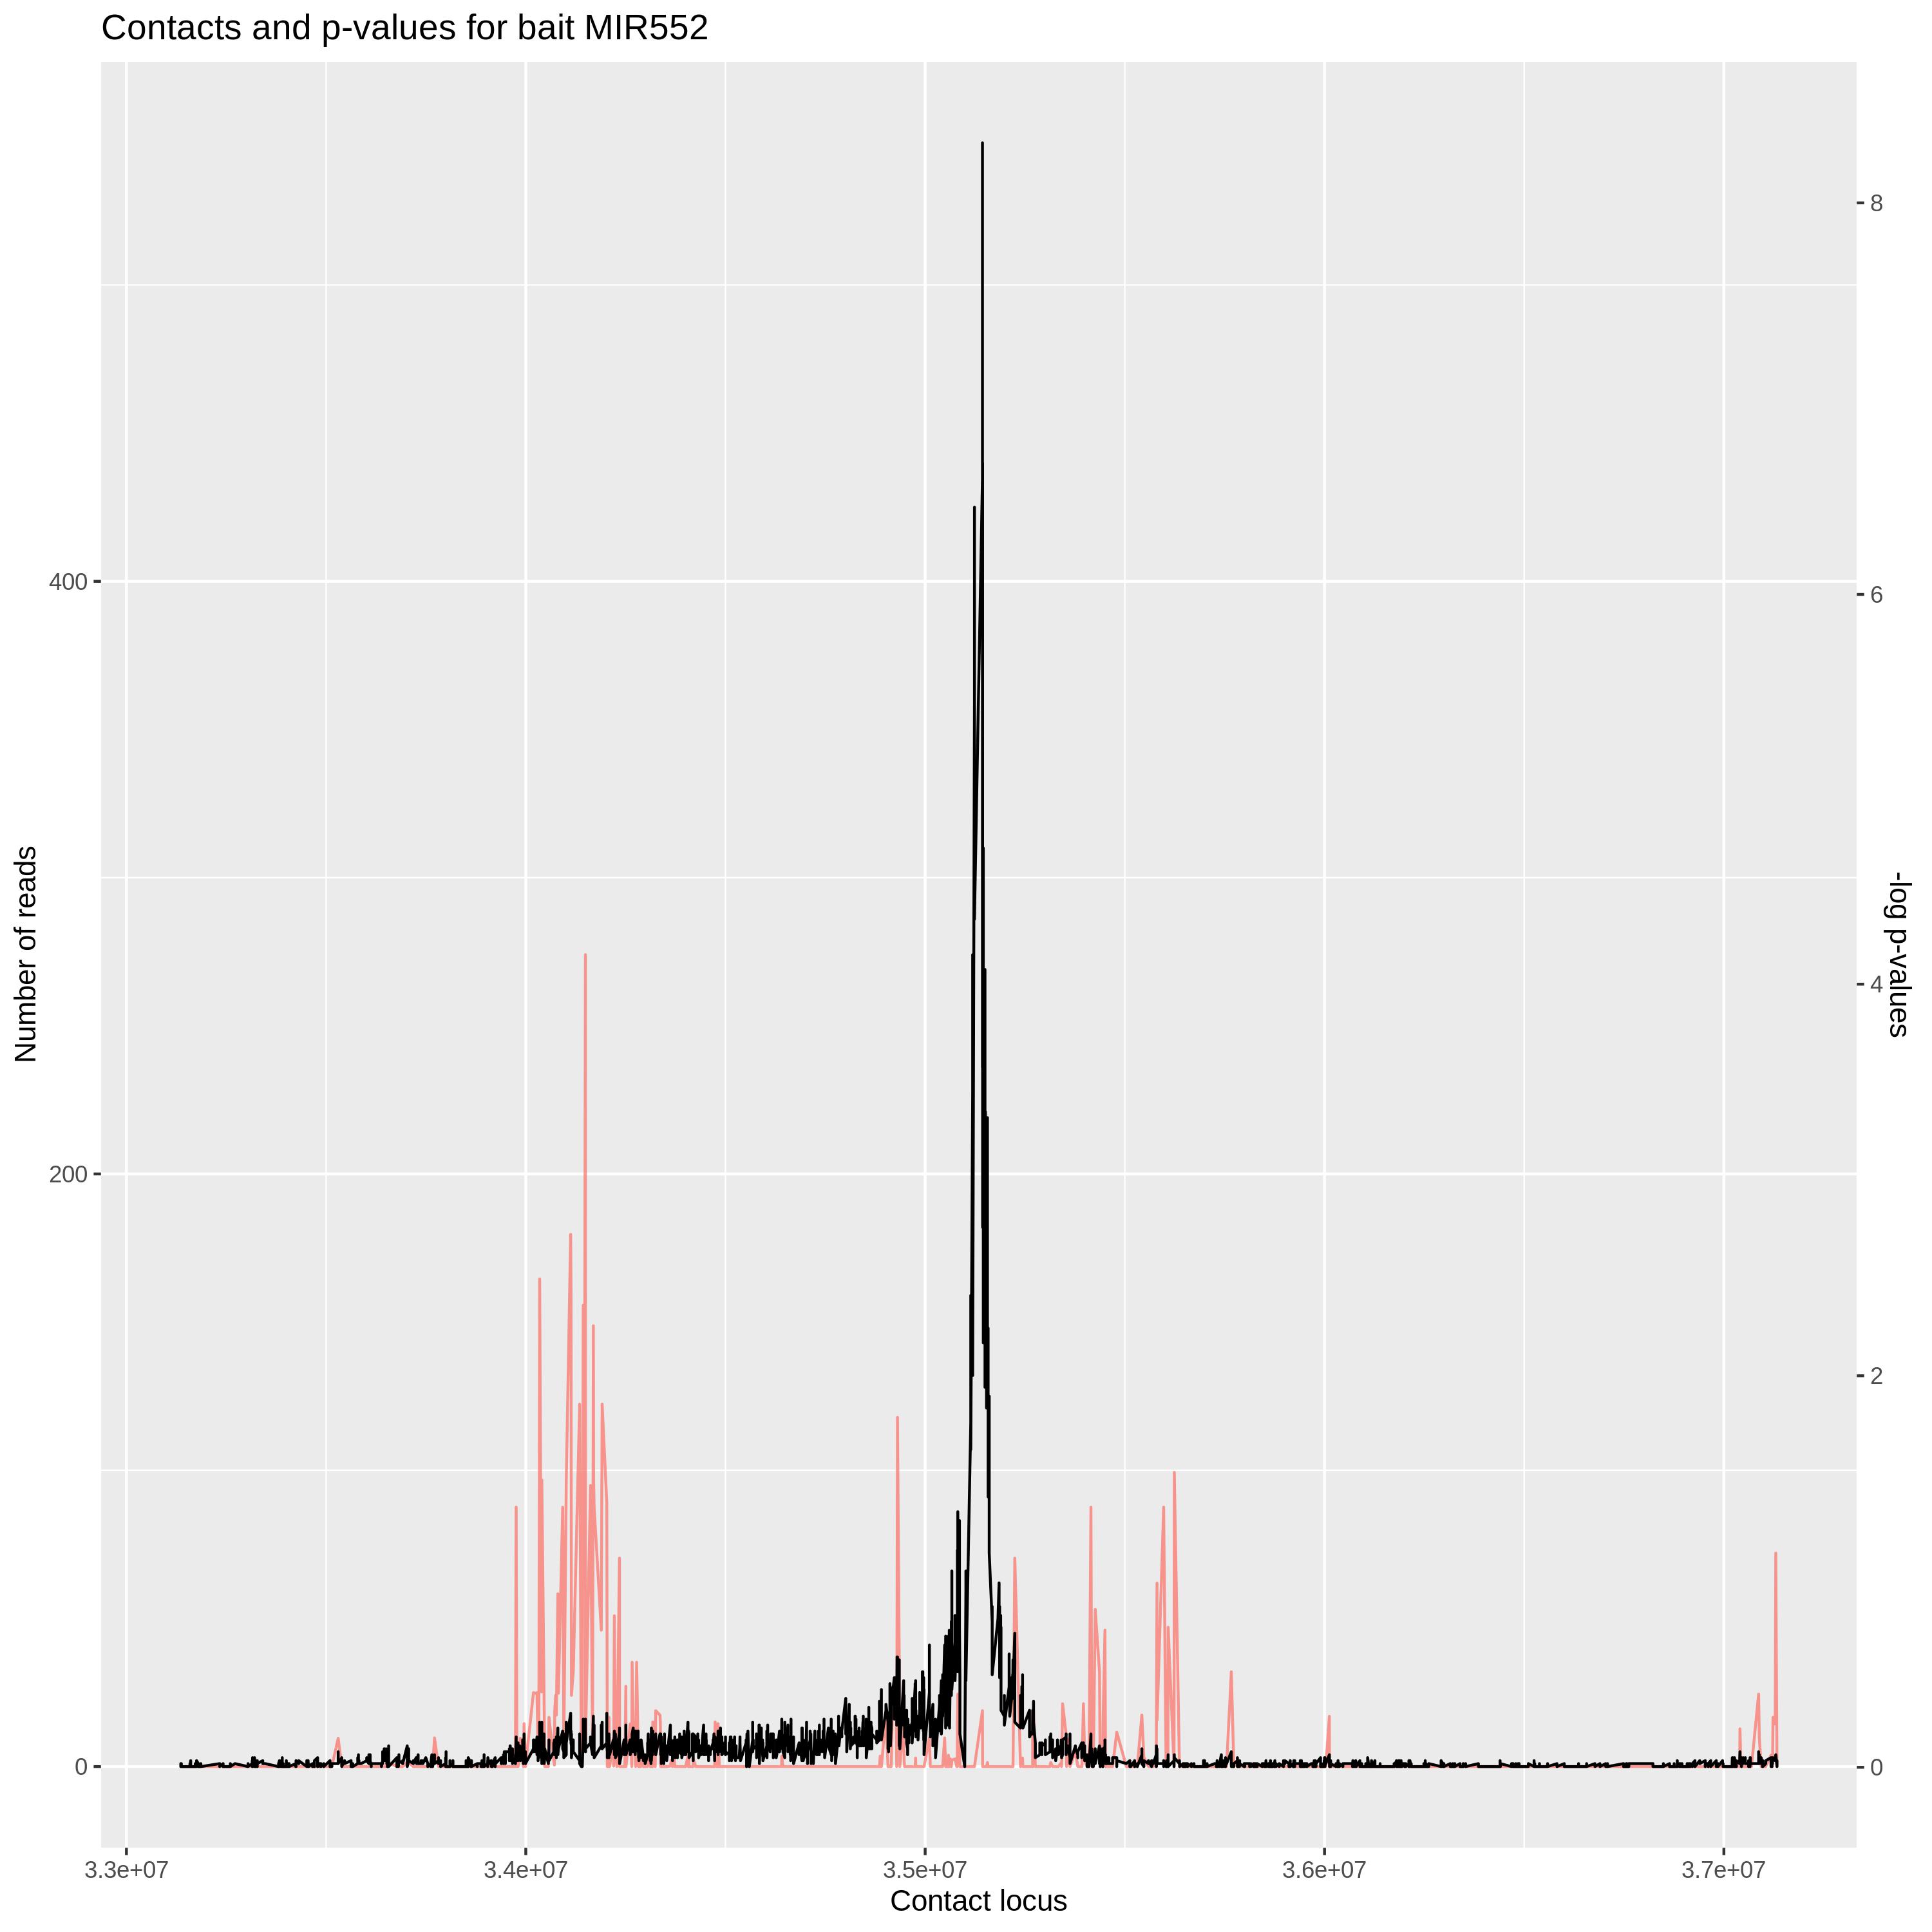 Contacts and p-values for bait MIR552
Number of reads
400
200
0
8
6
4
2
0
-log p-values
3.3e+07
3.4e+07
3.5e+07
3.6e+07
3.7e+07
Contact locus